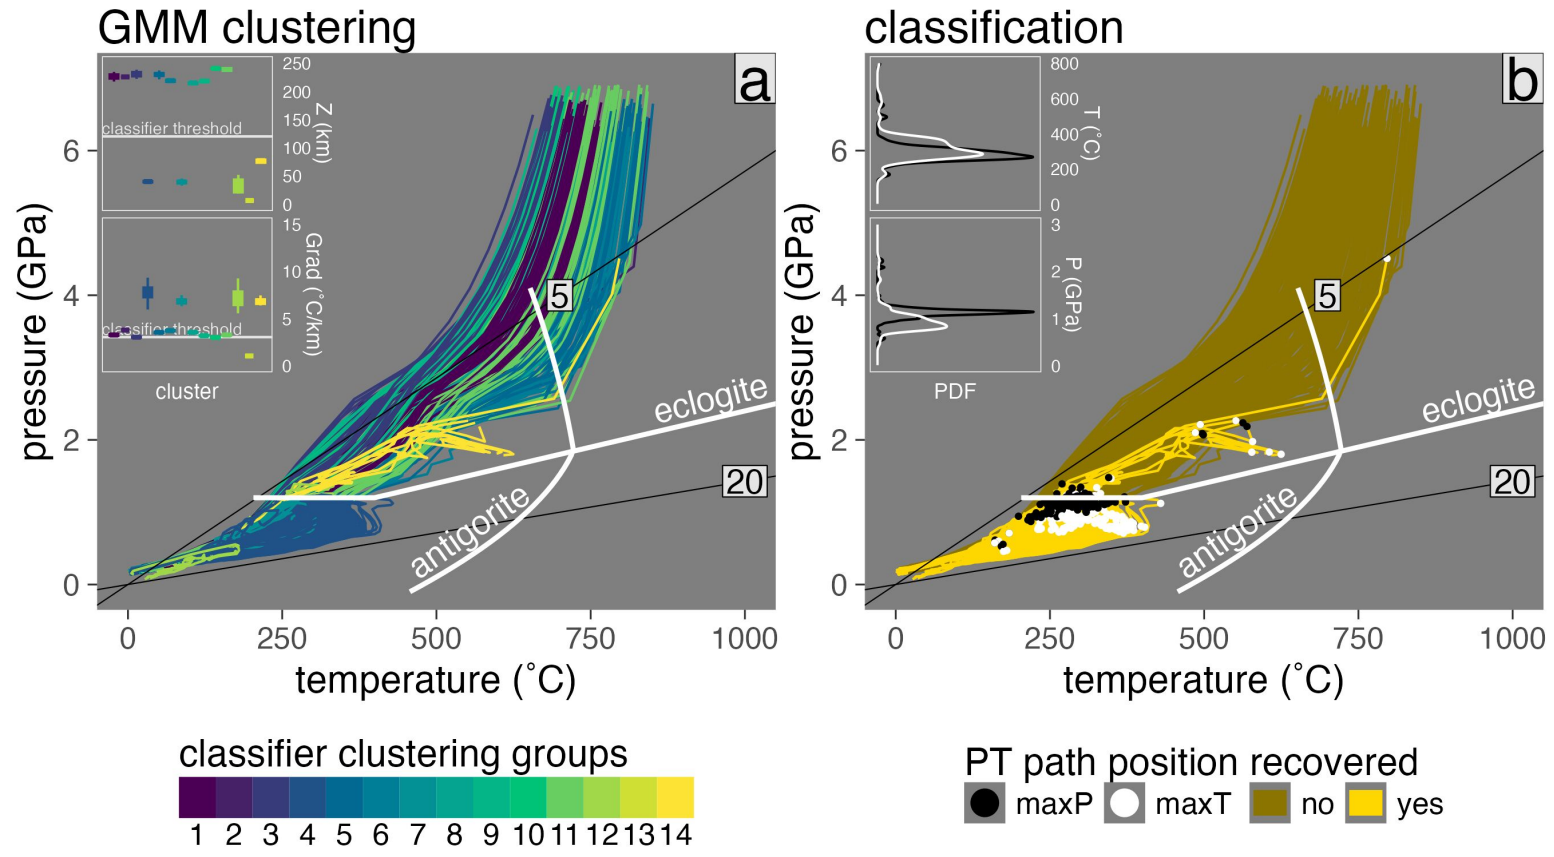 GMM clustering
classification
a
250
200
150
100
50
0
Z (km)
classifier threshold
15
10
5
0
Grad (˚C/km)
classifier threshold
cluster
5
20
eclogite
antigorite
6
4
2
0
pressure (GPa)
0
250
500
750
1000
temperature (˚C)
b
800
600
400
200
0
T (˚C)
3
2
1
0
P (GPa)
PDF
5
20
eclogite
antigorite
6
4
2
0
pressure (GPa)
0
250
500
750
1000
temperature (˚C)
classifier clustering groups
1 2 3 4 5 6 7 8 9 10 11 12 13 14
PT path position recovered
maxP maxT no yes